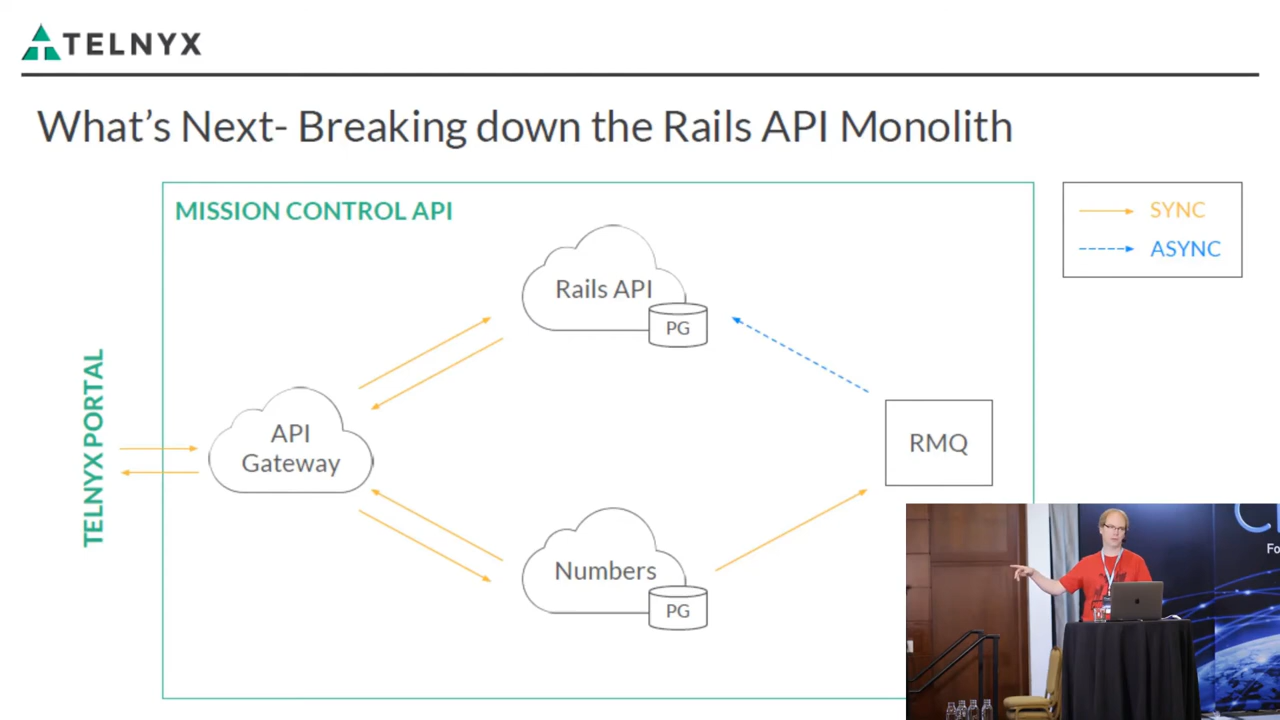 TELNYX
What's Next- Breaking down the Rails API Monolith
MISSION CONTROL API
SYNC
ASYNC
Rails API
PG
TELNYX PORTAL
API
Gateway
RMQ
Numbers
PG